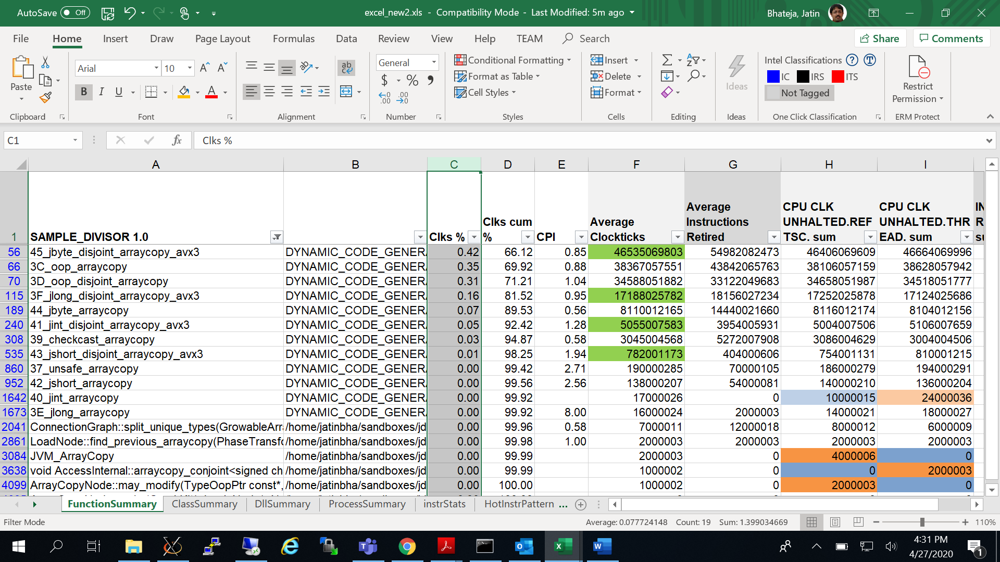 AutoSave Off excel_new2.xls - Compatibility Mode - Last Modified: 5m ago Bhateja, Jatin
File Home Insert Draw Page Layout Formulas Data Review View Help TEAM Search Share Comments
Paste
Clipboard
Arial 10
B I U
Font
Alignment
General
$ % ,
Number
Conditional Formatting
Format as Table
Cell Styles
Styles
Insert
Delete
Format
Cells
Editing
Ideas
Ideas
Intel Classifications
IC IRS ITS
Not Tagged
One Click Classification
Restrict
Permission
ERM Protect
C1 fx Clks %
A B C D E F G H I
1 SAMPLE_DIVISOR 1.0 Clks % Clks cum % CPI Average Clockticks Average Instructions Retired CPU CLK UNHALTED.REF TSC. sum CPU CLK UNHALTED.THR EAD. sum
56 45_jbyte_disjoint_arraycopy_avx3 DYNAMIC_CODE_GENER 0.42 66.12 0.85 46535069803 54982082473 46406069609 46664069996
66 3C_oop_arraycopy DYNAMIC_CODE_GENER 0.35 69.92 0.88 38367057551 43842065763 38106057159 38628057942
70 3D_oop_disjoint_arraycopy DYNAMIC_CODE_GENER 0.31 71.21 1.04 34588051882 33122049683 34658051987 34518051777
115 3F_jlong_disjoint_arraycopy_avx3 DYNAMIC_CODE_GENER 0.16 81.52 0.95 17188025782 18156027234 17252025878 17124025686
189 44_jbyte_arraycopy DYNAMIC_CODE_GENER 0.07 89.53 0.56 8110012165 14440021660 8116012174 8104012156
240 41_jint_disjoint_arraycopy_avx3 DYNAMIC_CODE_GENER 0.05 92.42 1.28 5055007583 3954005931 5004007506 5106007659
308 39_checkcast_arraycopy DYNAMIC_CODE_GENER 0.03 94.87 0.58 3045004568 5272007908 3086004629 3004004506
535 43_jshort_disjoint_arraycopy_avx3 DYNAMIC_CODE_GENER 0.01 98.25 1.94 782001173 404000606 754001131 810001215
860 37_unsafe_arraycopy DYNAMIC_CODE_GENER 0.00 99.42 2.71 190000285 70000105 186000279 194000291
952 42_jshort_arraycopy DYNAMIC_CODE_GENER 0.00 99.56 2.56 138000207 54000081 140000210 136000204
1642 40_jint_arraycopy DYNAMIC_CODE_GENER 0.00 99.92 17000026 0 10000015 24000036
1673 3E_jlong_arraycopy DYNAMIC_CODE_GENER 0.00 99.92 8.00 16000024 2000003 14000021 18000027
2041 ConnectionGraph::split_unique_types(GrowableArr /home/jatinbha/sandboxes/jd 0.00 99.96 0.58 7000011 12000018 8000012 6000009
2861 LoadNode::find_previous_arraycopy(PhaseTransf /home/jatinbha/sandboxes/jd 0.00 99.98 1.00 2000003 2000003 2000003 2000003
3084 JVM_ArrayCopy /home/jatinbha/sandboxes/jd 0.00 99.99 2000003 0 4000006 0
3638 void AccessInternal::arraycopy_conjoint<signed ch /home/jatinbha/sandboxes/jd 0.00 99.99 1000002 0 0 2000003
4099 ArrayCopyNode::may_modify(TypeOopPtr const*, /home/jatinbha/sandboxes/jd 0.00 100.00 1000002 0 2000003 0
FunctionSummary ClassSummary DllSummary ProcessSummary instrStats HotInstrPattern ...
Filter Mode Average: 0.077724148 Count: 19 Sum: 1.399034669 110%
4:31 PM
4/27/2020
1